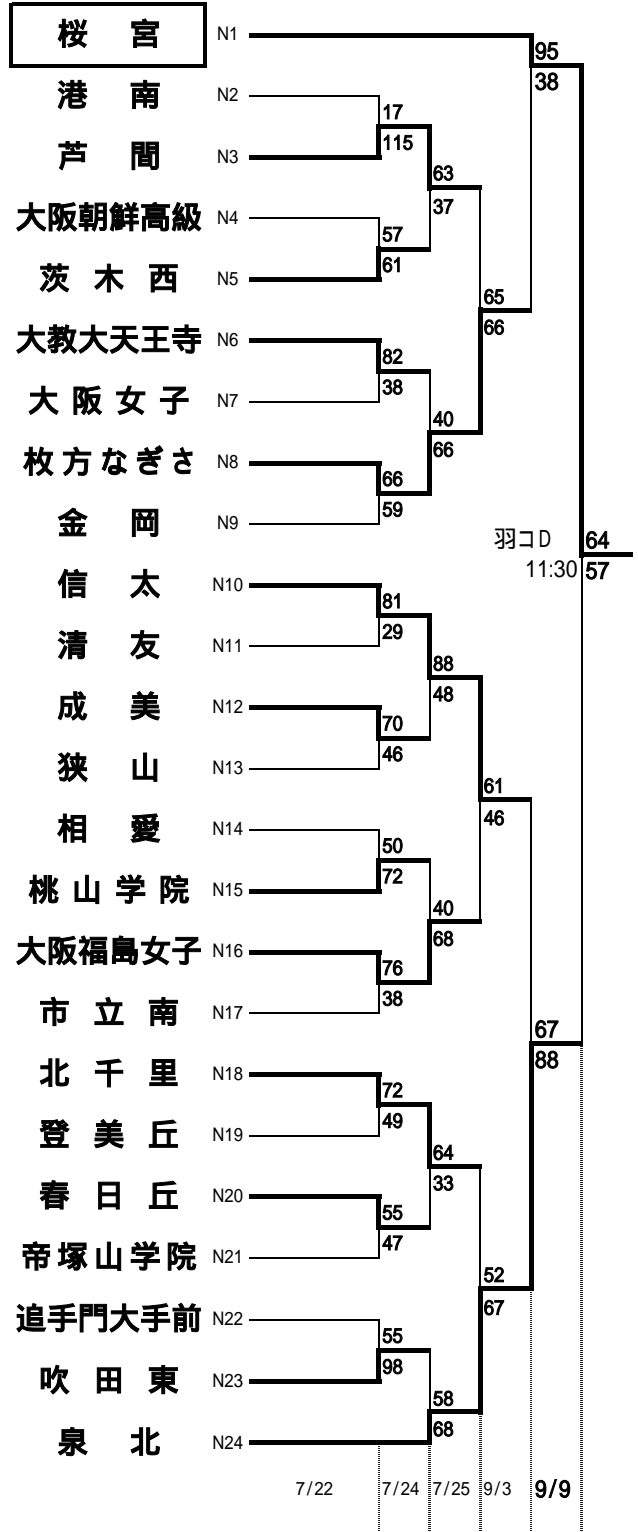 桜宮 N1
95
38
港南 N2
17
115
芦間 N3
63
37
大阪朝鮮高級 N4
57
61
茨木西 N5
65
66
大教大天王寺 N6
82
38
大阪女子 N7
40
66
枚方なぎさ N8
66
59
金岡 N9
羽コD 64
11:30 57
信太 N10
81
29
清友 N11
88
48
成美 N12
70
46
狭山 N13
61
46
相愛 N14
50
72
桃山学院 N15
40
68
大阪福島女子 N16
76
38
市立南 N17
67
88
北千里 N18
72
49
登美丘 N19
64
33
春日丘 N20
55
47
帝塚山学院 N21
52
67
追手門大手前 N22
55
98
吹田東 N23
58
68
泉北 N24
7/22 7/24 7/25 9/3 9/9